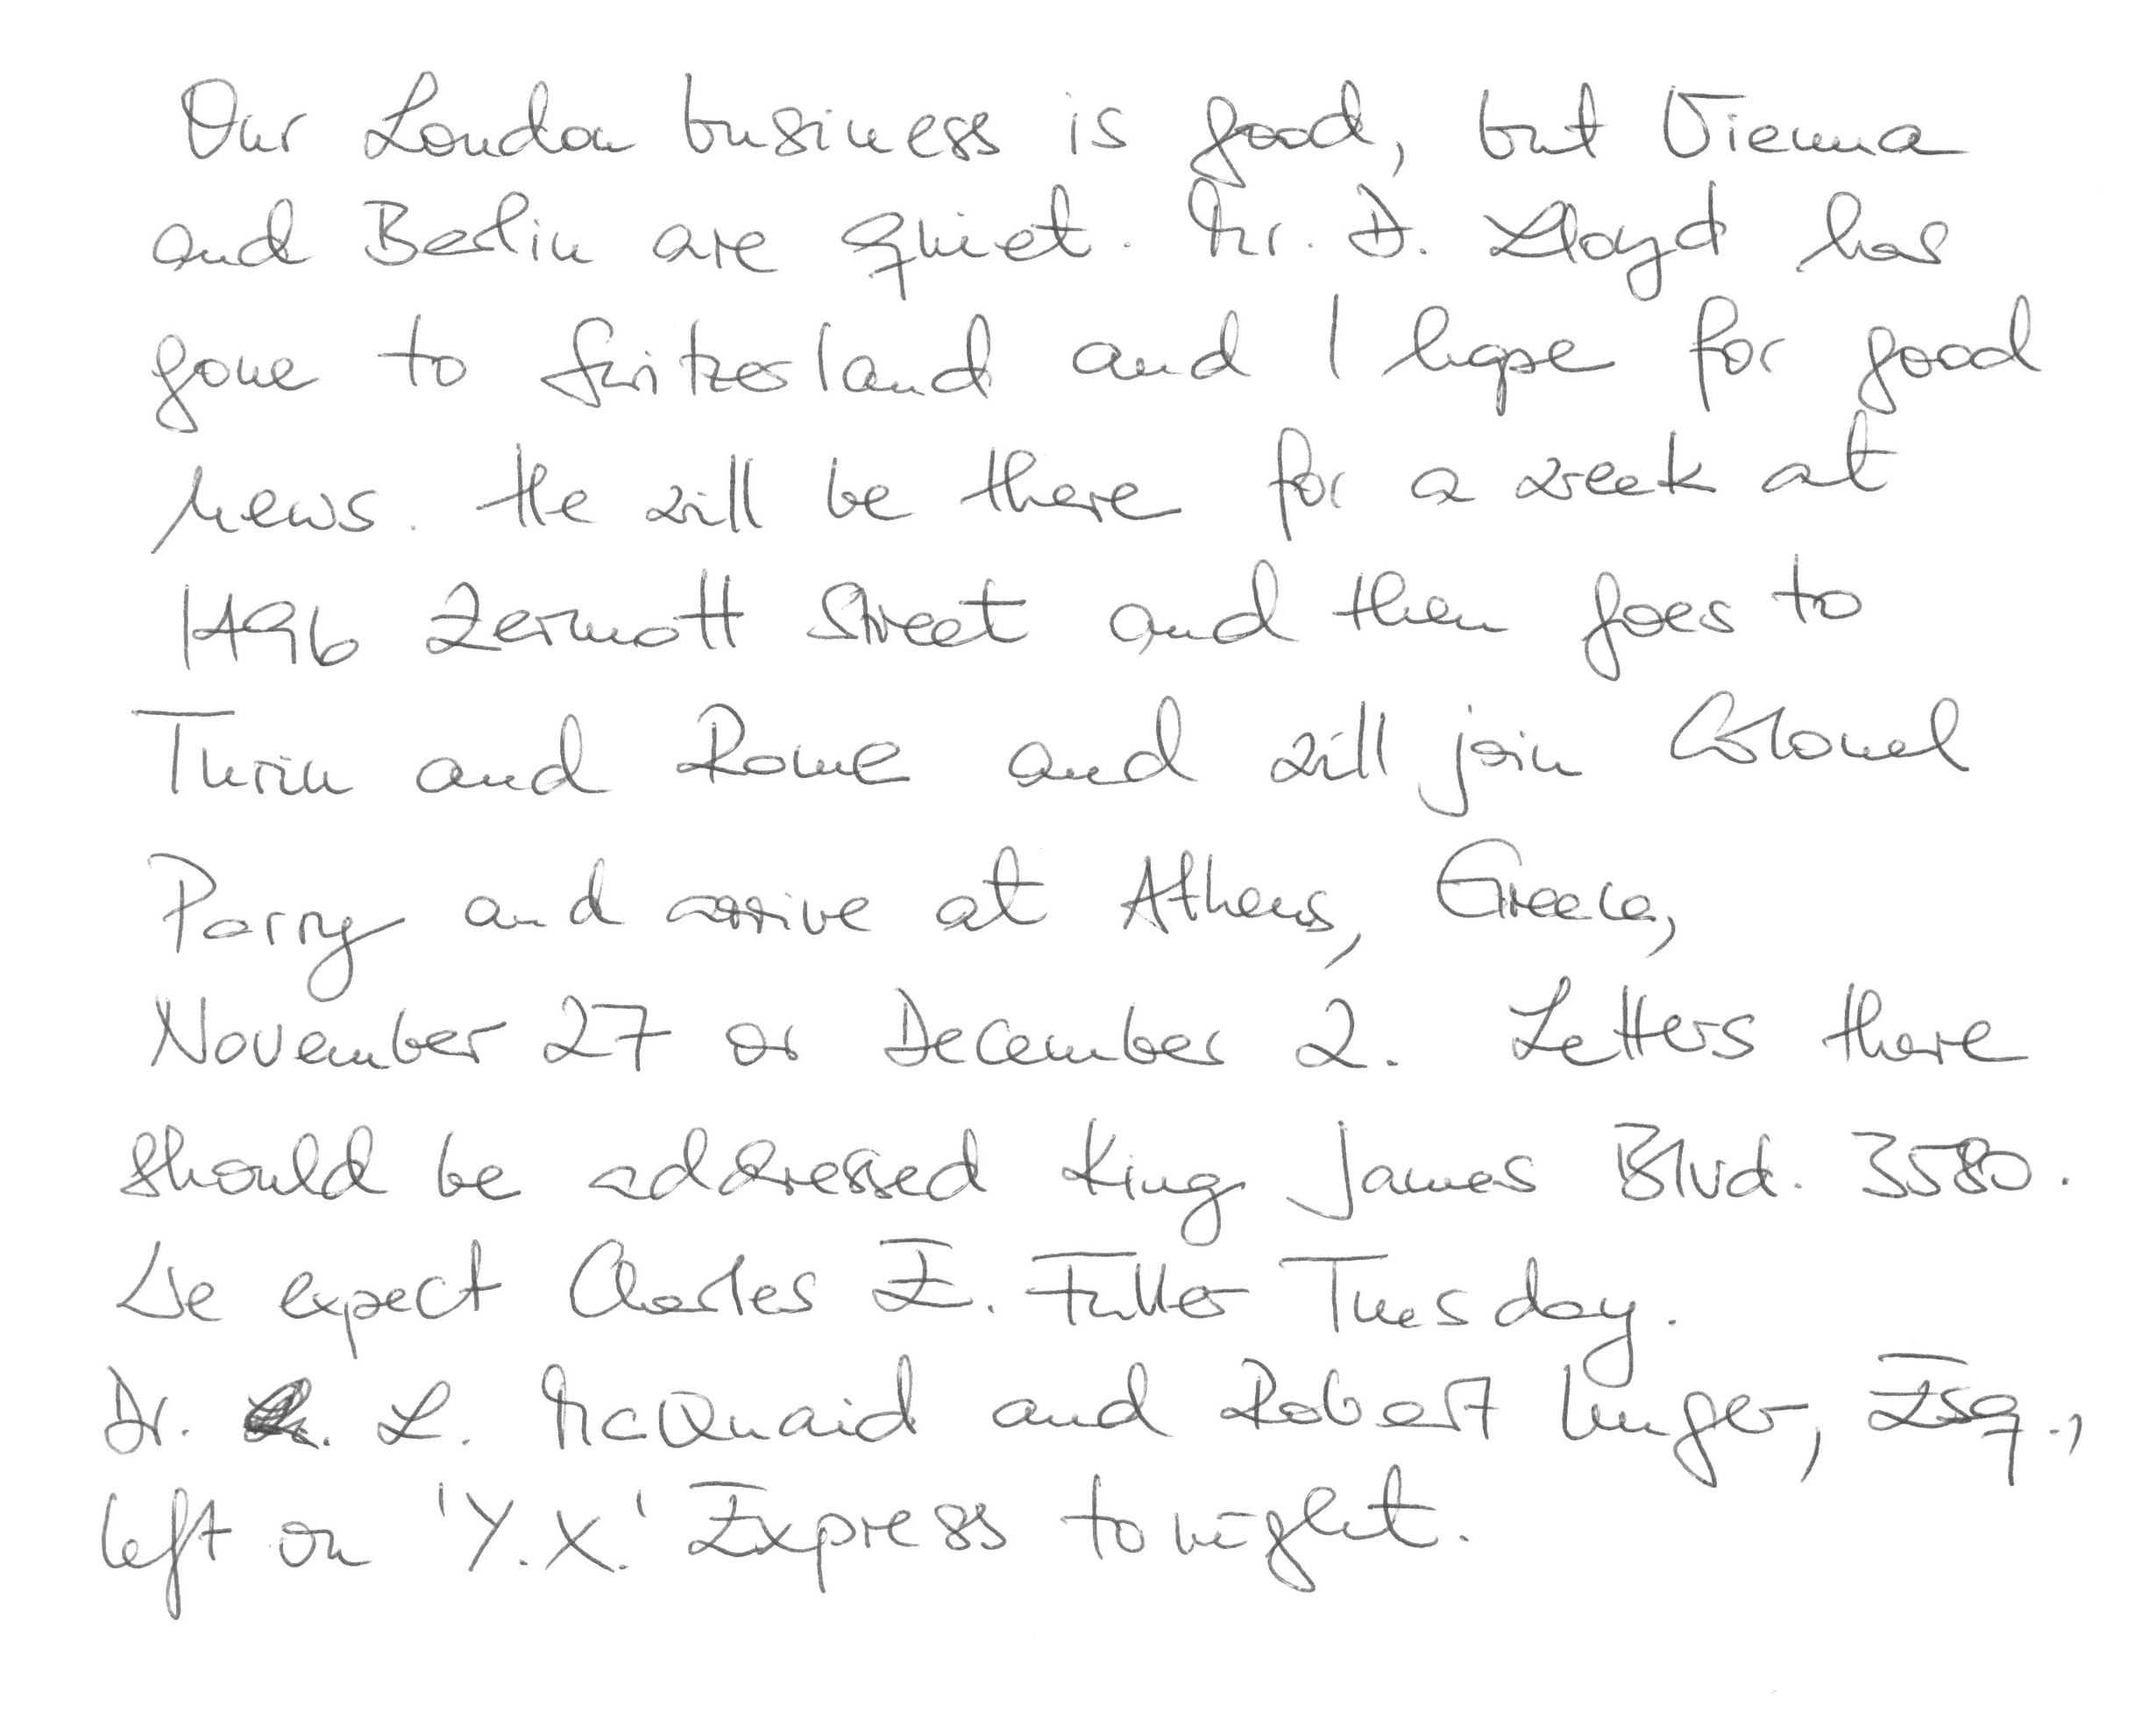 Our London business is good, but Vienna
and Berlin are quiet. Mr. D. Lloyd has
gone to Switzerland and I hope for good
news. He will be there for a week at
1496 Zermott Street and then goes to
Turin and Rome and will join Colonel
Parry and arrive at Athens, Greece,
November 27 or December 2. Letters there
should be addressed King James Blvd. 3580.
We expect Charles E. Fuller Tuesday.
Dr. L. McQuaid and Robert Unger, Esq.,
left on 'Y.X.' Express tonight.